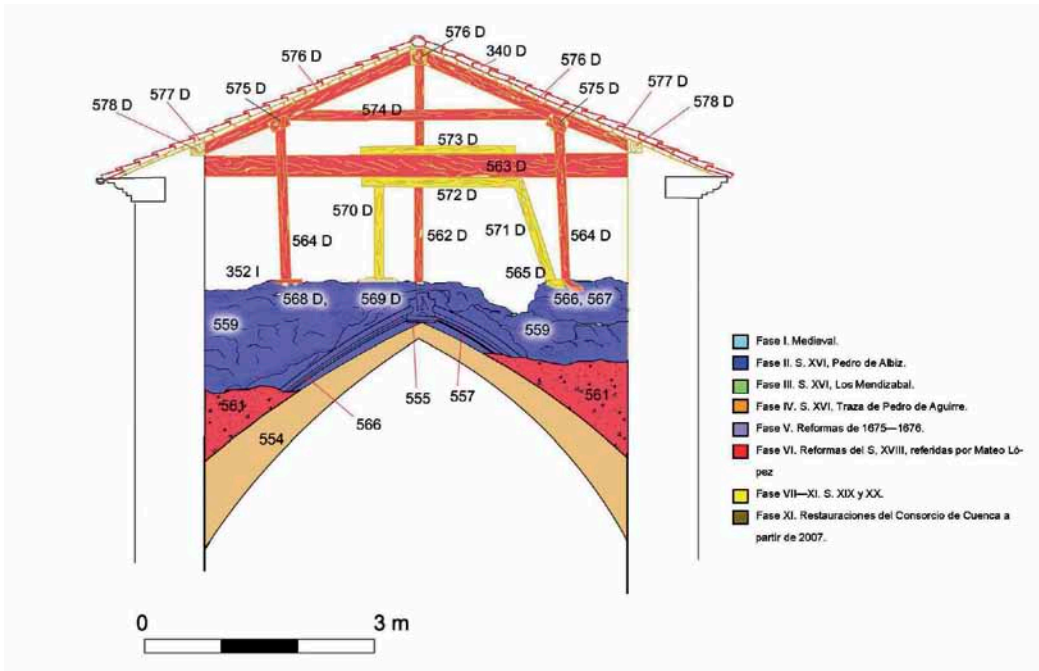 576 D
576 D
340 D
576 D
575 D
575 D
577 D
577 D
578 D
578 D
574 D
573 D
563 D
572 D
570 D
571 D
564 D
562 D
564 D
352 I
565 D
568 D,
569 D
566, 567
559
559
561
555
557
561
566
554
Fase I. Medieval.
Fase II. S. XVI, Pedro de Albiz.
Fase III. S. XVI, Los Mendizabal.
Fase IV. S. XVI, Traza de Pedro de Aguirre.
Fase V. Reformas de 1675—1676.
Fase VI. Reformas del S. XVIII, referidas por Mateo Ló-
pez
Fase VII—XI. S. XIX y XX.
Fase XI. Restauraciones del Consorcio de Cuenca a
partir de 2007.
0 3 m